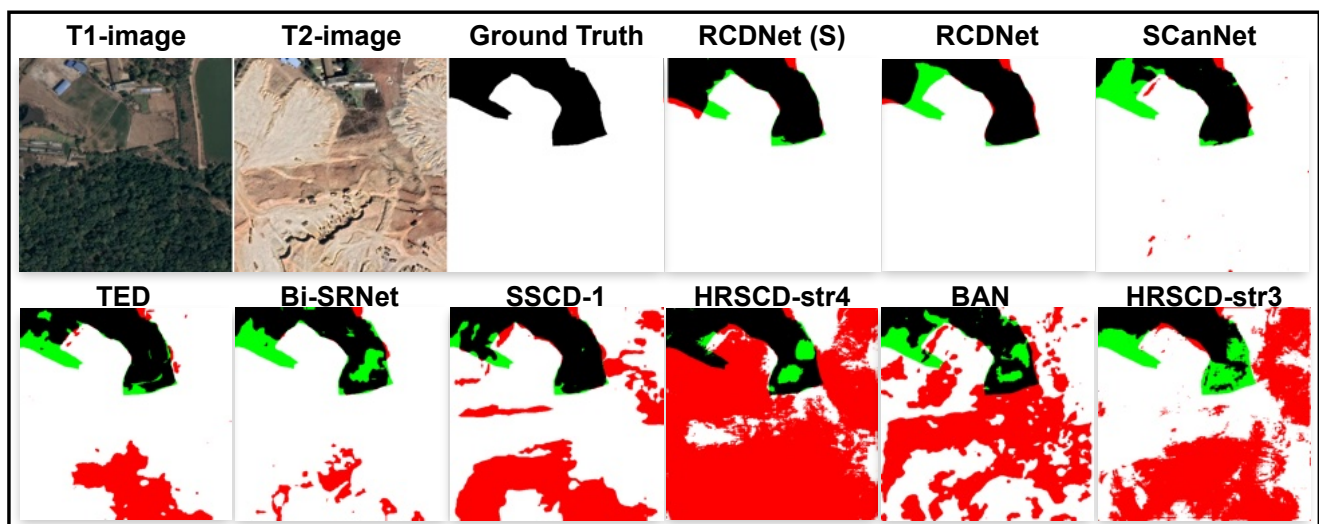 T1-image T2-image Ground Truth RCDNet (S) RCDNet SCanNet
TED Bi-SRNet SSCD-1 HRSCD-str4 BAN HRSCD-str3